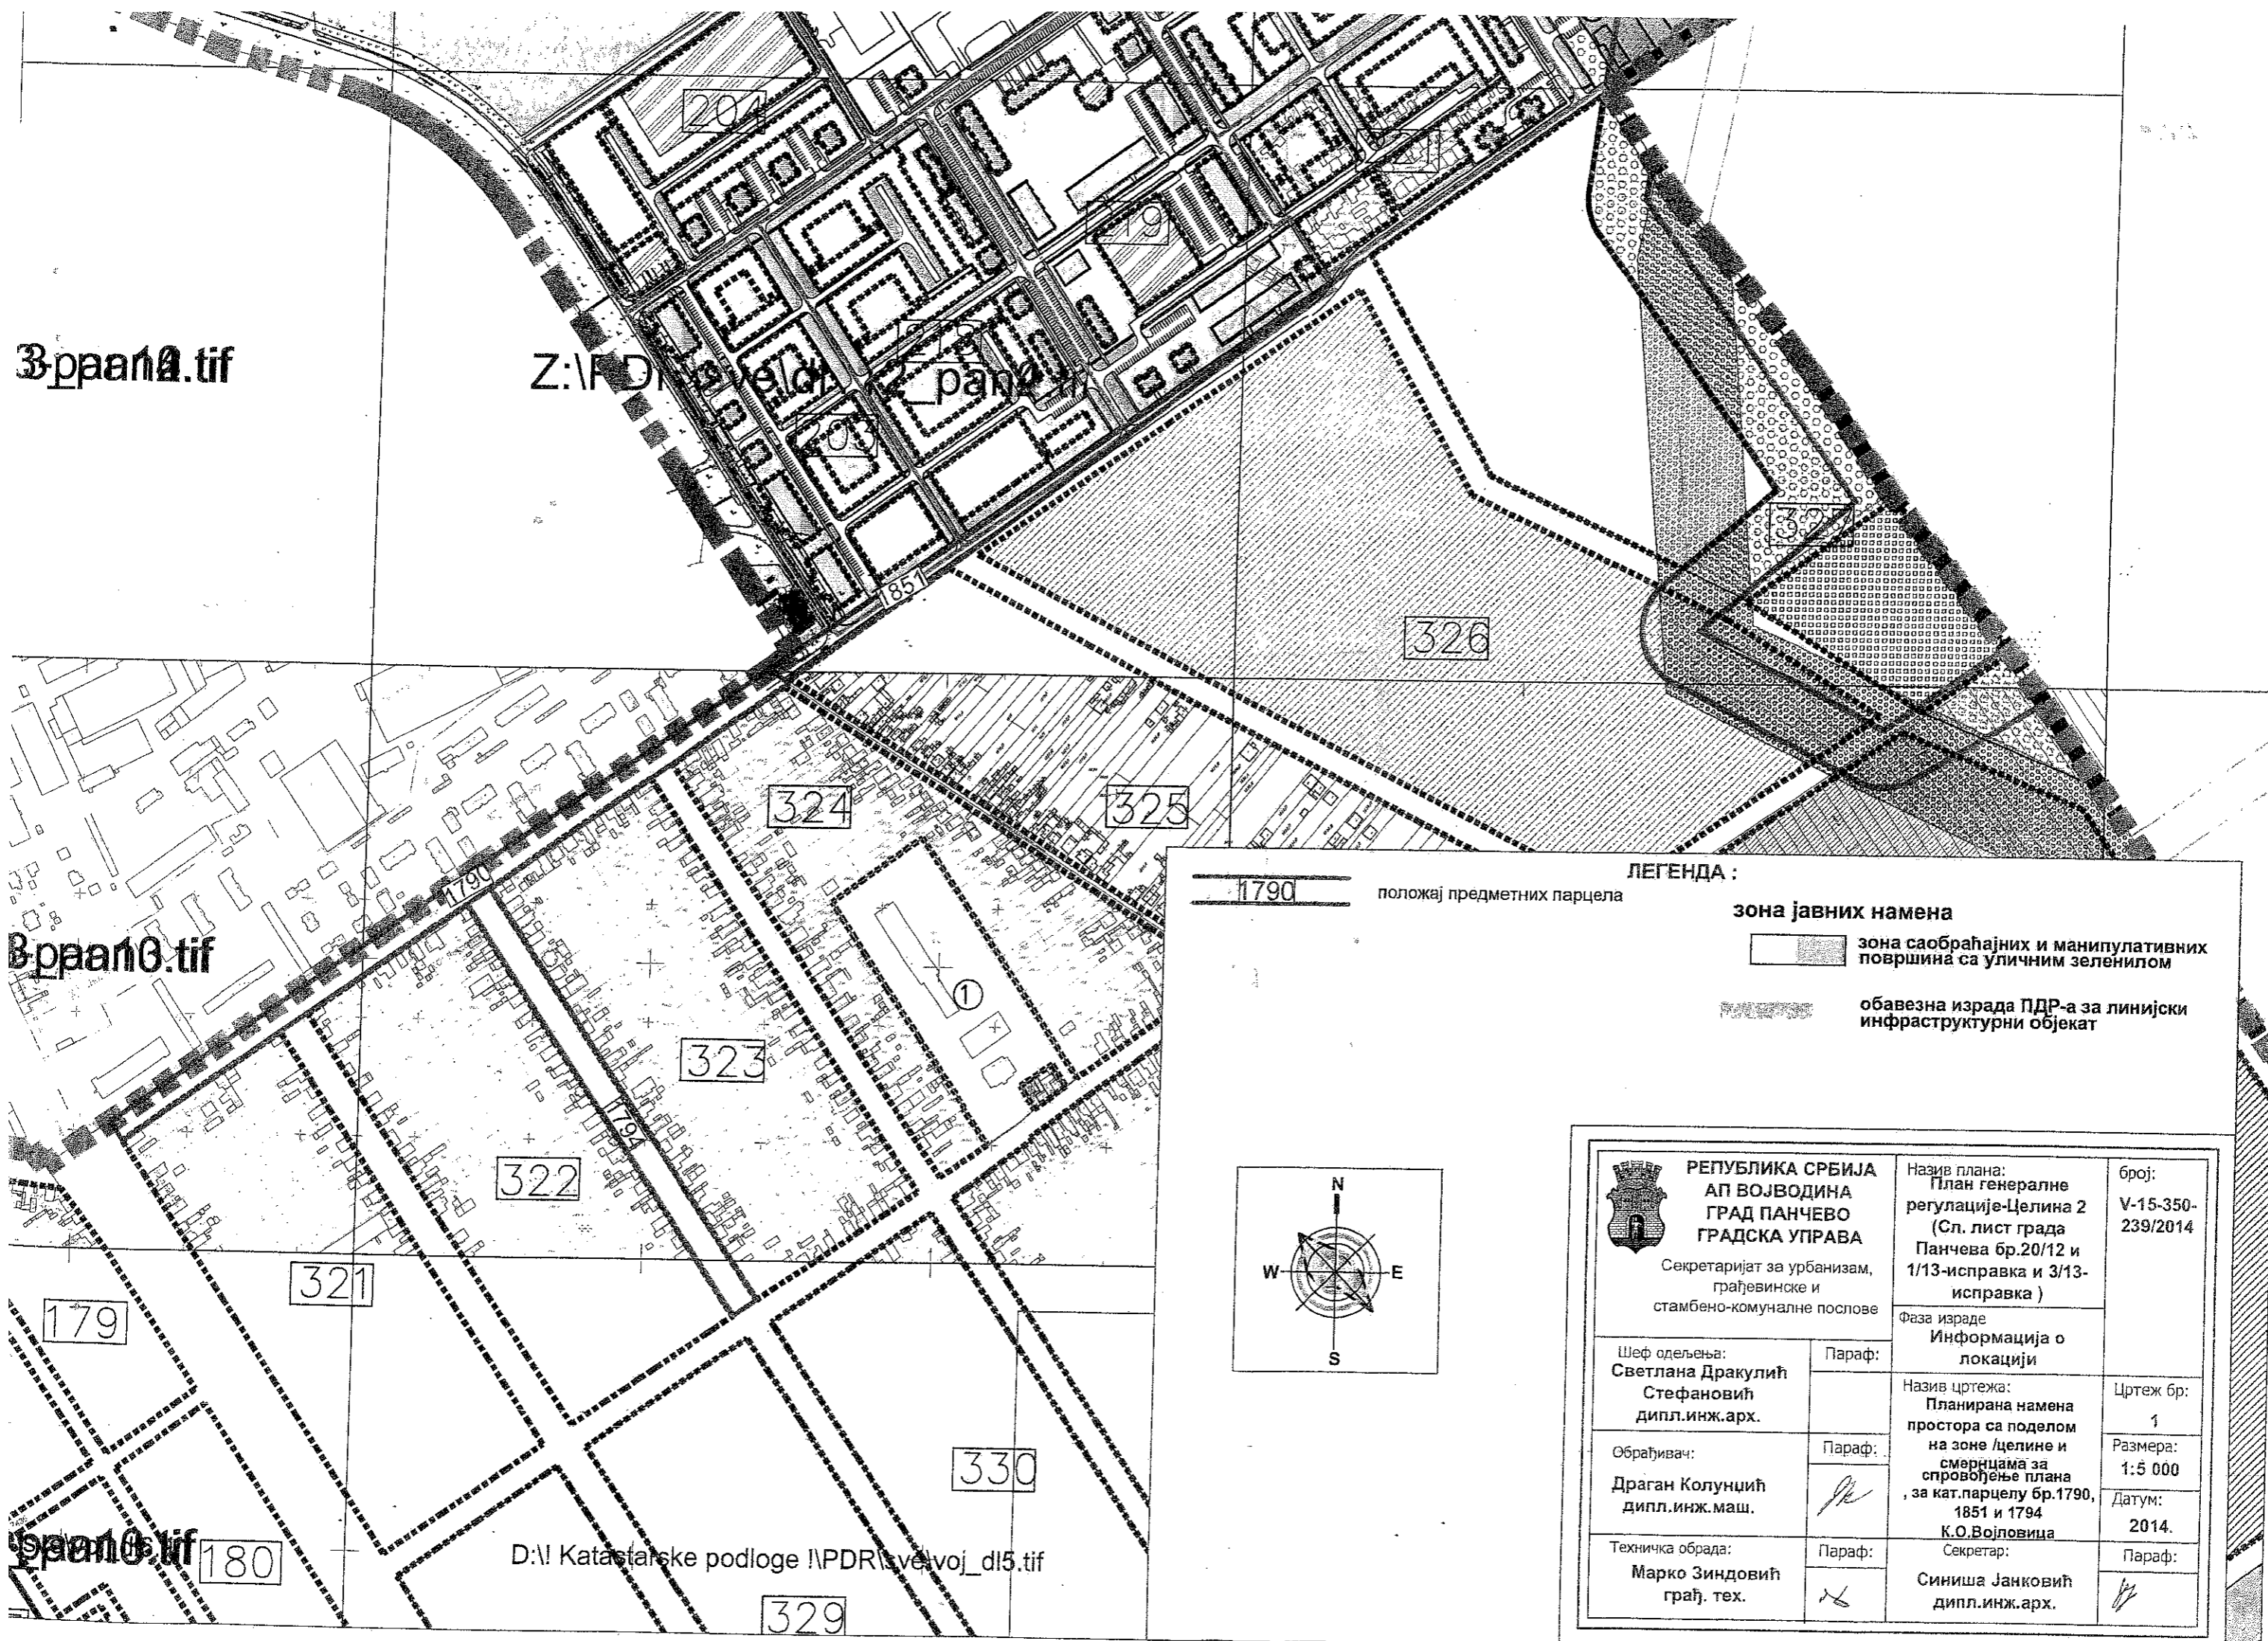 204
219
203
1851
326
324
325
1790
323
1794
322
321
179
330
180
329
1
D:\! Katastarske podloge !\PDR\sve\voj_dl5.tif
ЛЕГЕНДА :
1790
положај предметних парцела
зона јавних намена
зона саобраћајних и манипулативних
површина са уличним зеленилом
обавезна израда ПДР-а за линијски
инфраструктурни објекат
N
W
E
S
РЕПУБЛИКА СРБИЈА
АП ВОЈВОДИНА
ГРАД ПАНЧЕВО
ГРАДСКА УПРАВА
Секретаријат за урбанизам,
грађевинске и
стамбено-комуналне послове
Назив плана:
План генералне
регулације-Целина 2
(Сл. лист града
Панчева бр.20/12 и
1/13-исправка и 3/13-
исправка )
број:
V-15-350-
239/2014
Фаза израде
Информација о
локацији
Шеф одељења:
Светлана Дракулић
Стефановић
дипл.инж.арх.
Параф:
Назив цртежа:
Планирана намена
простора са поделом
на зоне /целине и
смерницама за
спровођење плана
, за кат.парцелу бр.1790,
1851 и 1794
К.О.Војловица
Цртеж бр:
1
Размера:
1:5 000
Датум:
2014.
Обрађивач:
Драган Колунџић
дипл.инж.маш.
Параф:
Техничка обрада:
Марко Зиндовић
грађ. тех.
Параф:
Секретар:
Синиша Јанковић
дипл.инж.арх.
Параф: